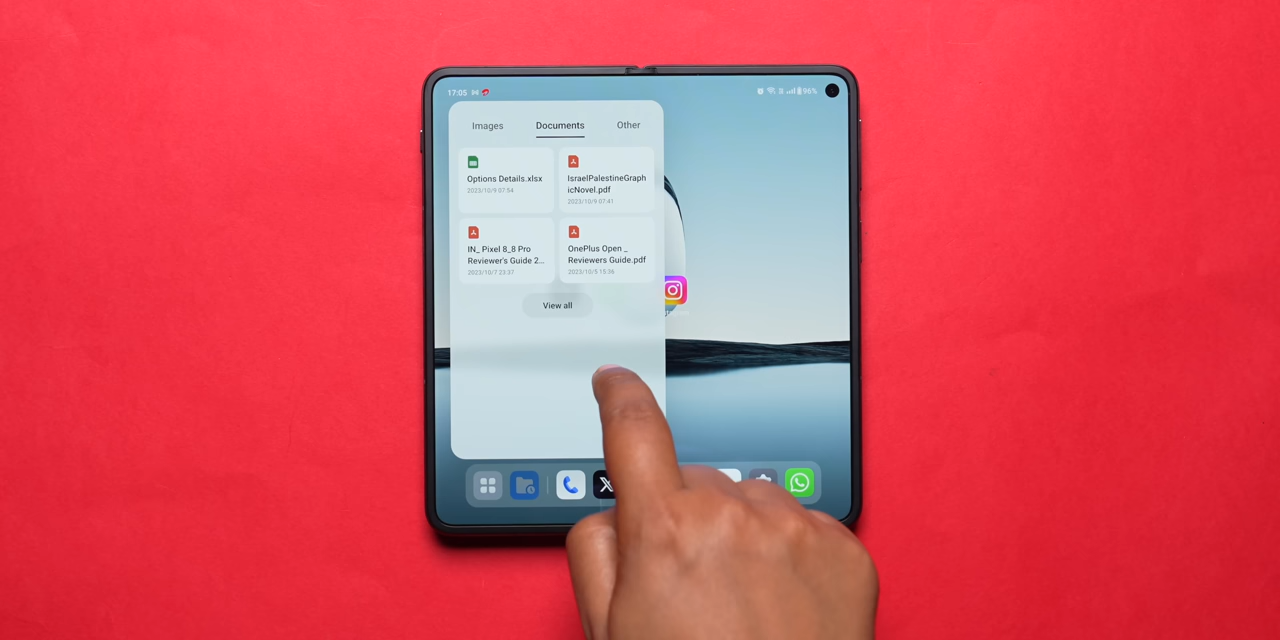 17:05
96%
Images Documents Other
Options Details.xlsx
2023/10/9 07:54
IsraelPalestineGraph
icNovel.pdf
2023/10/9 07:41
IN_ Pixel 8_8 Pro
Reviewer's Guide 2...
2023/10/7 23:37
OnePlus Open _
Reviewers Guide.pdf
2023/10/5 15:36
View all